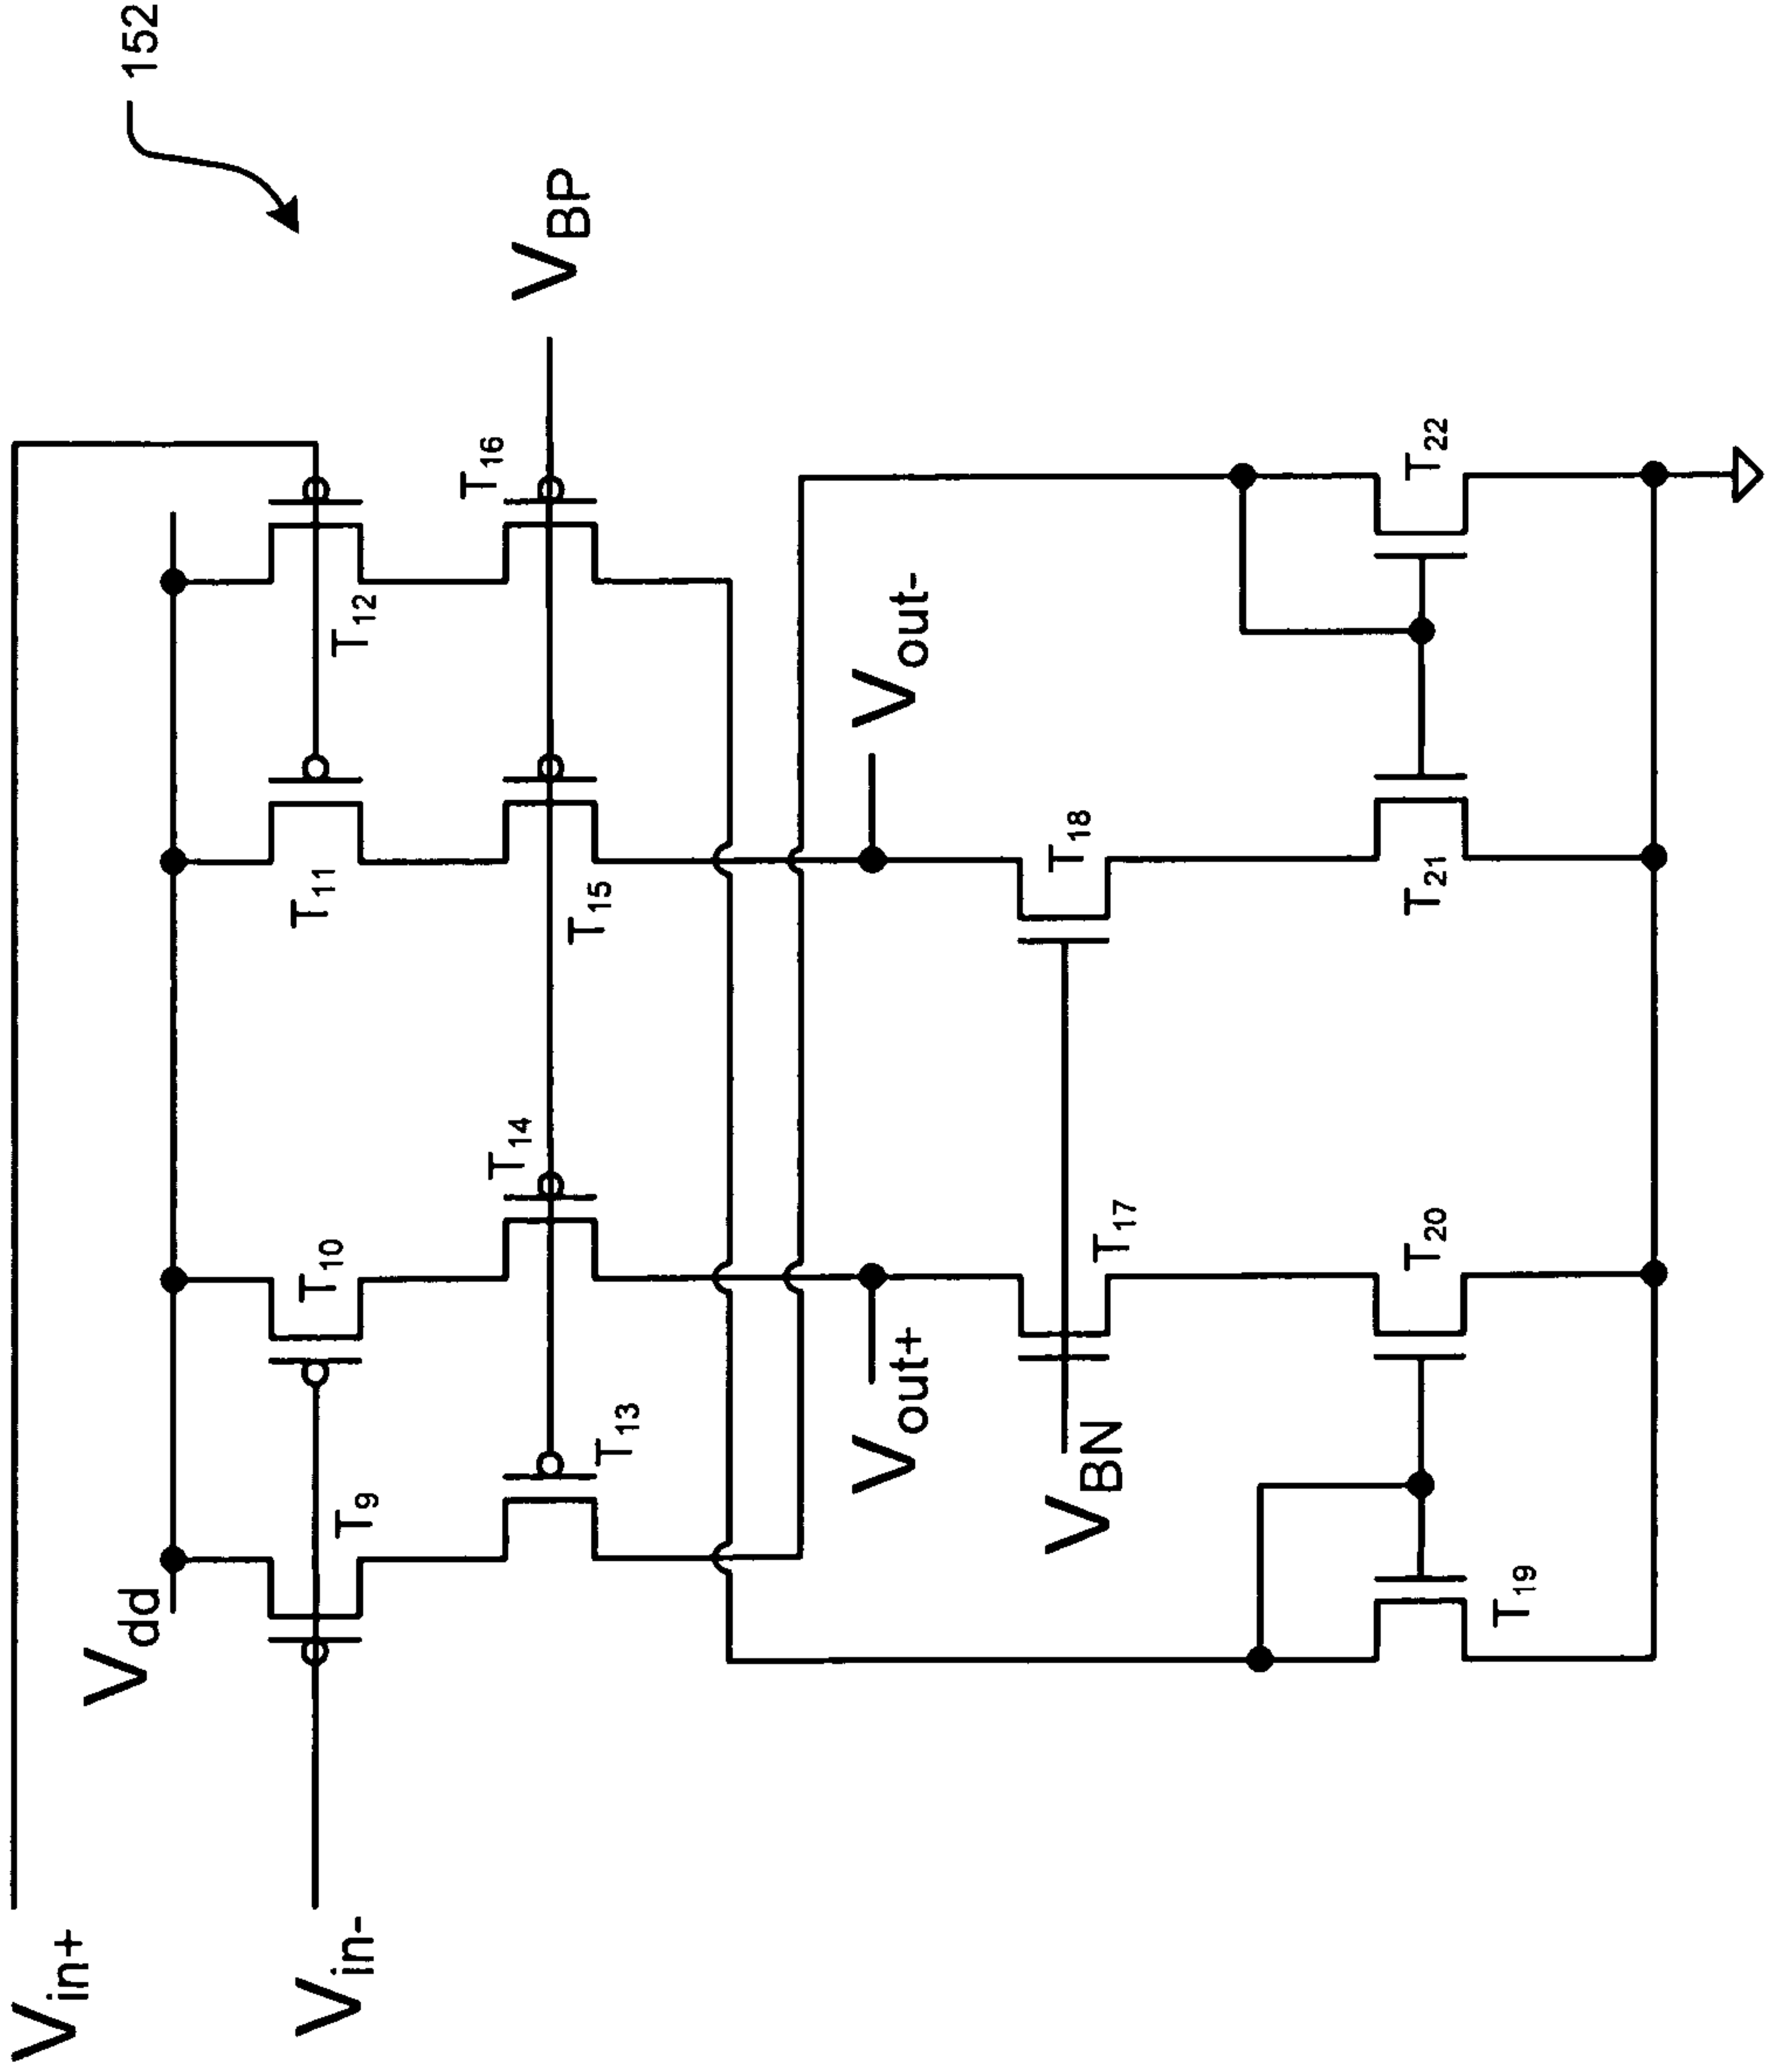 152
V_in+
V_in-
V_dd
T_9
T_10
T_11
T_12
T_13
T_14
T_15
T_16
V_BP
V_out+
V_out-
V_BN
T_17
T_18
T_19
T_20
T_21
T_22